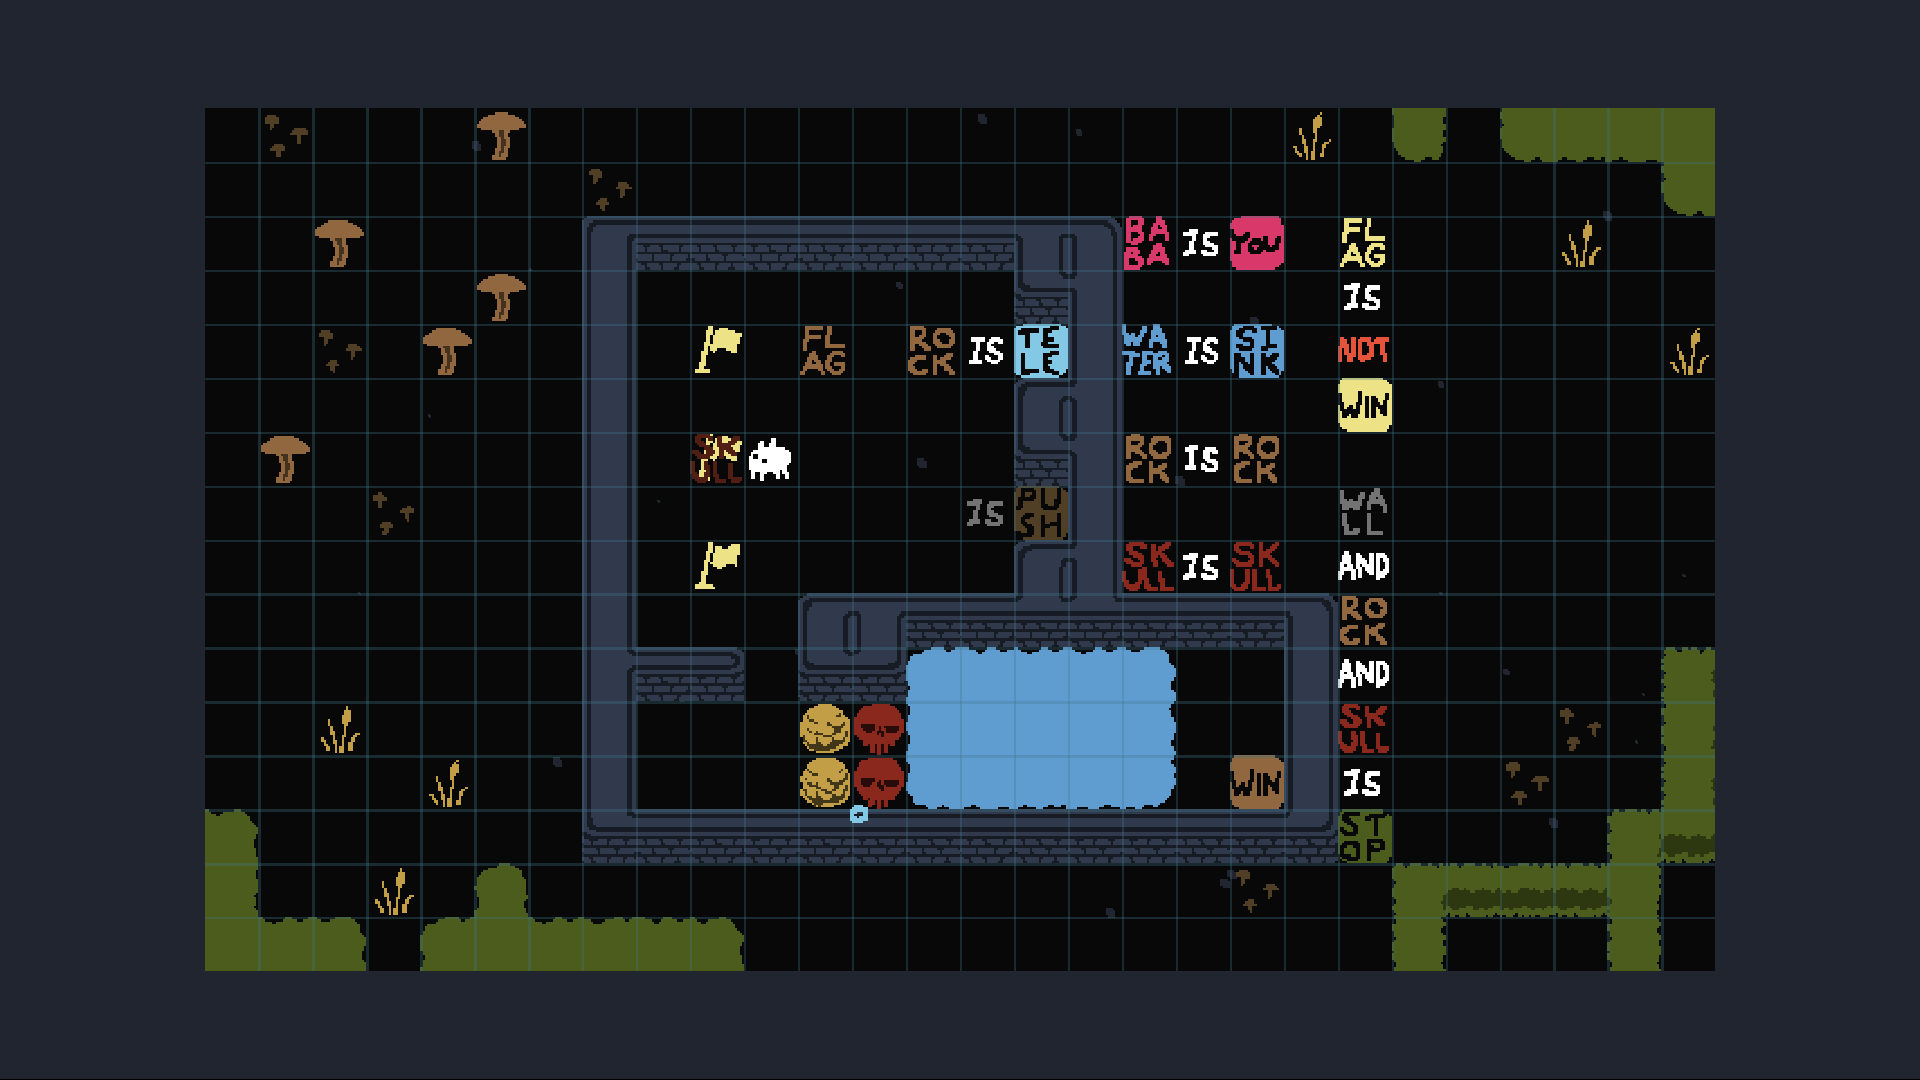 BABA IS YOU
FLAG
IS
FLAG ROCK IS TELE
WATER IS SINK
NOT
WIN
SKULL
ROCK IS ROCK
IS PUSH
WALL
SKULL IS SKULL
AND
ROCK
AND
SKULL
WIN
IS
STOP